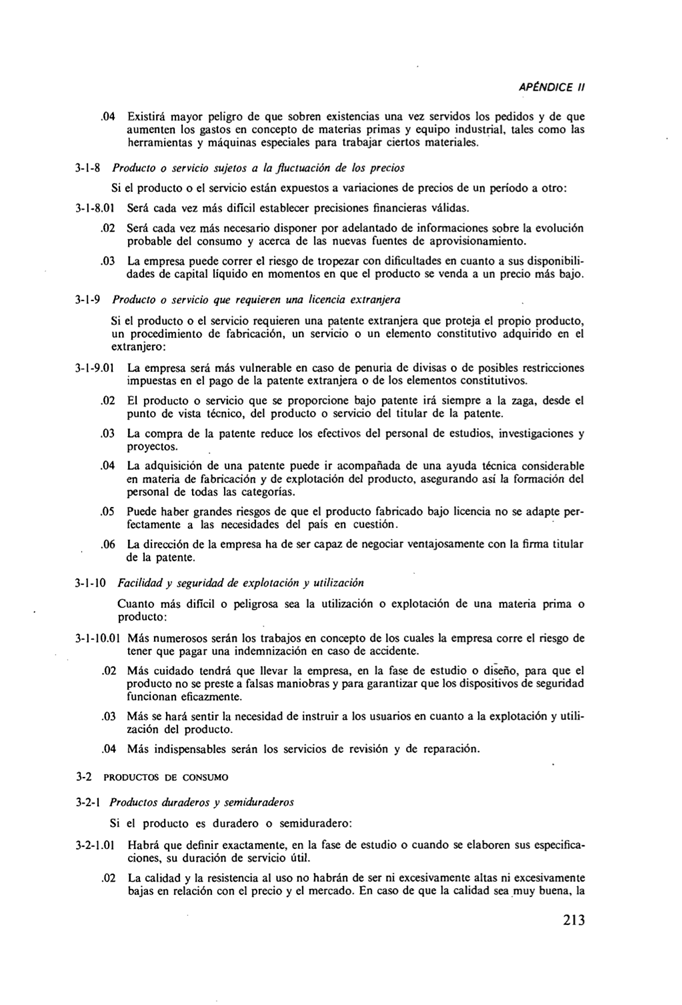 APÉNDICE II
.04 Existirá mayor peligro de que sobren existencias una vez servidos los pedidos y de que
aumenten los gastos en concepto de materias primas y equipo industrial, tales como las
herramientas y máquinas especiales para trabajar ciertos materiales.
3-1-8 Producto o servicio sujetos a la fluctuación de los precios
Si el producto o el servicio están expuestos a variaciones de precios de un período a otro:
3-1-8.01 Será cada vez más difícil establecer precisiones financieras válidas.
.02 Será cada vez más necesario disponer por adelantado de informaciones sobre la evolución
probable del consumo y acerca de las nuevas fuentes de aprovisionamiento.
.03 La empresa puede correr el riesgo de tropezar con dificultades en cuanto a sus disponibili-
dades de capital líquido en momentos en que el producto se venda a un precio más bajo.
3-1-9 Producto o servicio que requieren una licencia extranjera
Si el producto o el servicio requieren una patente extranjera que proteja el propio producto,
un procedimiento de fabricación, un servicio o un elemento constitutivo adquirido en el
extranjero:
3-1-9.01 La empresa será más vulnerable en caso de penuria de divisas o de posibles restricciones
impuestas en el pago de la patente extranjera o de los elementos constitutivos.
.02 El producto o servicio que se proporcione bajo patente irá siempre a la zaga, desde el
punto de vista técnico, del producto o servicio del titular de la patente.
.03 La compra de la patente reduce los efectivos del personal de estudios, investigaciones y
proyectos.
.04 La adquisición de una patente puede ir acompañada de una ayuda técnica considerable
en materia de fabricación y de explotación del producto, asegurando así la formación del
personal de todas las categorías.
.05 Puede haber grandes riesgos de que el producto fabricado bajo licencia no se adapte per-
fectamente a las necesidades del país en cuestión.
.06 La dirección de la empresa ha de ser capaz de negociar ventajosamente con la firma titular
de la patente.
3-1-10 Facilidad y seguridad de explotación y utilización
Cuanto más difícil o peligrosa sea la utilización o explotación de una materia prima o
producto:
3-1-10.01 Más numerosos serán los trabajos en concepto de los cuales la empresa corre el riesgo de
tener que pagar una indemnización en caso de accidente.
.02 Más cuidado tendrá que llevar la empresa, en la fase de estudio o diseño, para que el
producto no se preste a falsas maniobras y para garantizar que los dispositivos de seguridad
funcionan eficazmente.
.03 Más se hará sentir la necesidad de instruir a los usuarios en cuanto a la explotación y utili-
zación del producto.
.04 Más indispensables serán los servicios de revisión y de reparación.
3-2 PRODUCTOS DE CONSUMO
3-2-1 Productos duraderos y semiduraderos
Si el producto es duradero o semiduradero:
3-2-1.01 Habrá que definir exactamente, en la fase de estudio o cuando se elaboren sus especifica-
ciones, su duración de servicio útil.
.02 La calidad y la resistencia al uso no habrán de ser ni excesivamente altas ni excesivamente
bajas en relación con el precio y el mercado. En caso de que la calidad sea muy buena, la
213